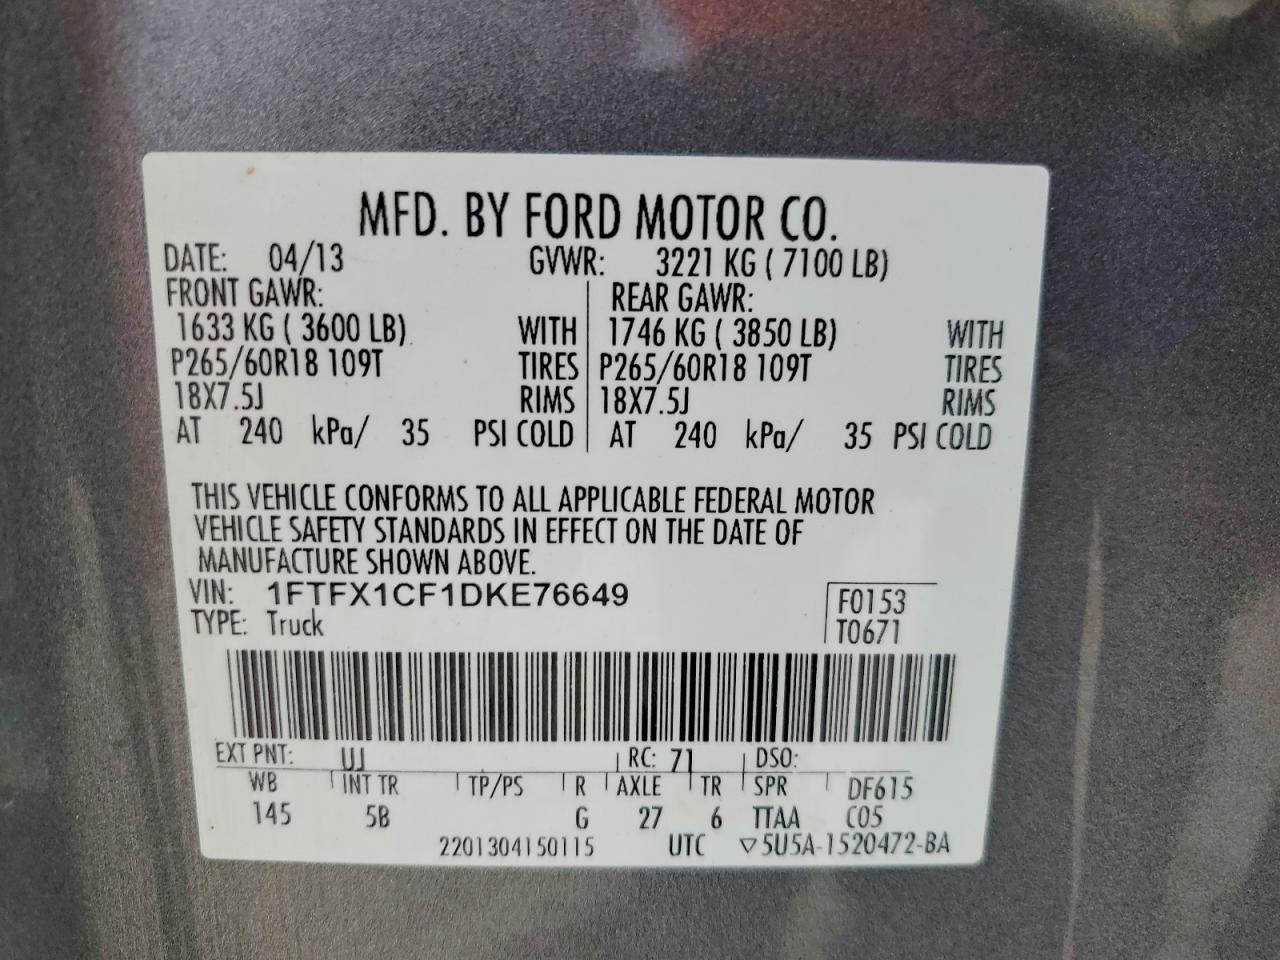 MFD. BY FORD MOTOR CO.
DATE: 04/13 GVWR: 3221 KG ( 7100 LB)
FRONT GAWR: REAR GAWR:
1633 KG ( 3600 LB) WITH 1746 KG ( 3850 LB) WITH
P265/60R18 109T TIRES P265/60R18 109T TIRES
18X7.5J RIMS 18X7.5J RIMS
AT 240 kPa/ 35 PSI COLD AT 240 kPa/ 35 PSI COLD
THIS VEHICLE CONFORMS TO ALL APPLICABLE FEDERAL MOTOR
VEHICLE SAFETY STANDARDS IN EFFECT ON THE DATE OF
MANUFACTURE SHOWN ABOVE.
VIN: 1FTFX1CF1DKE76649 F0153
TYPE: Truck T0671
EXT PNT: UJ RC: 71 DSO:
WB INT TR TP/PS R AXLE TR SPR DF615
145 5B G 27 6 TTAA C05
2201304150115 UTC ▽5U5A-1520472-BA